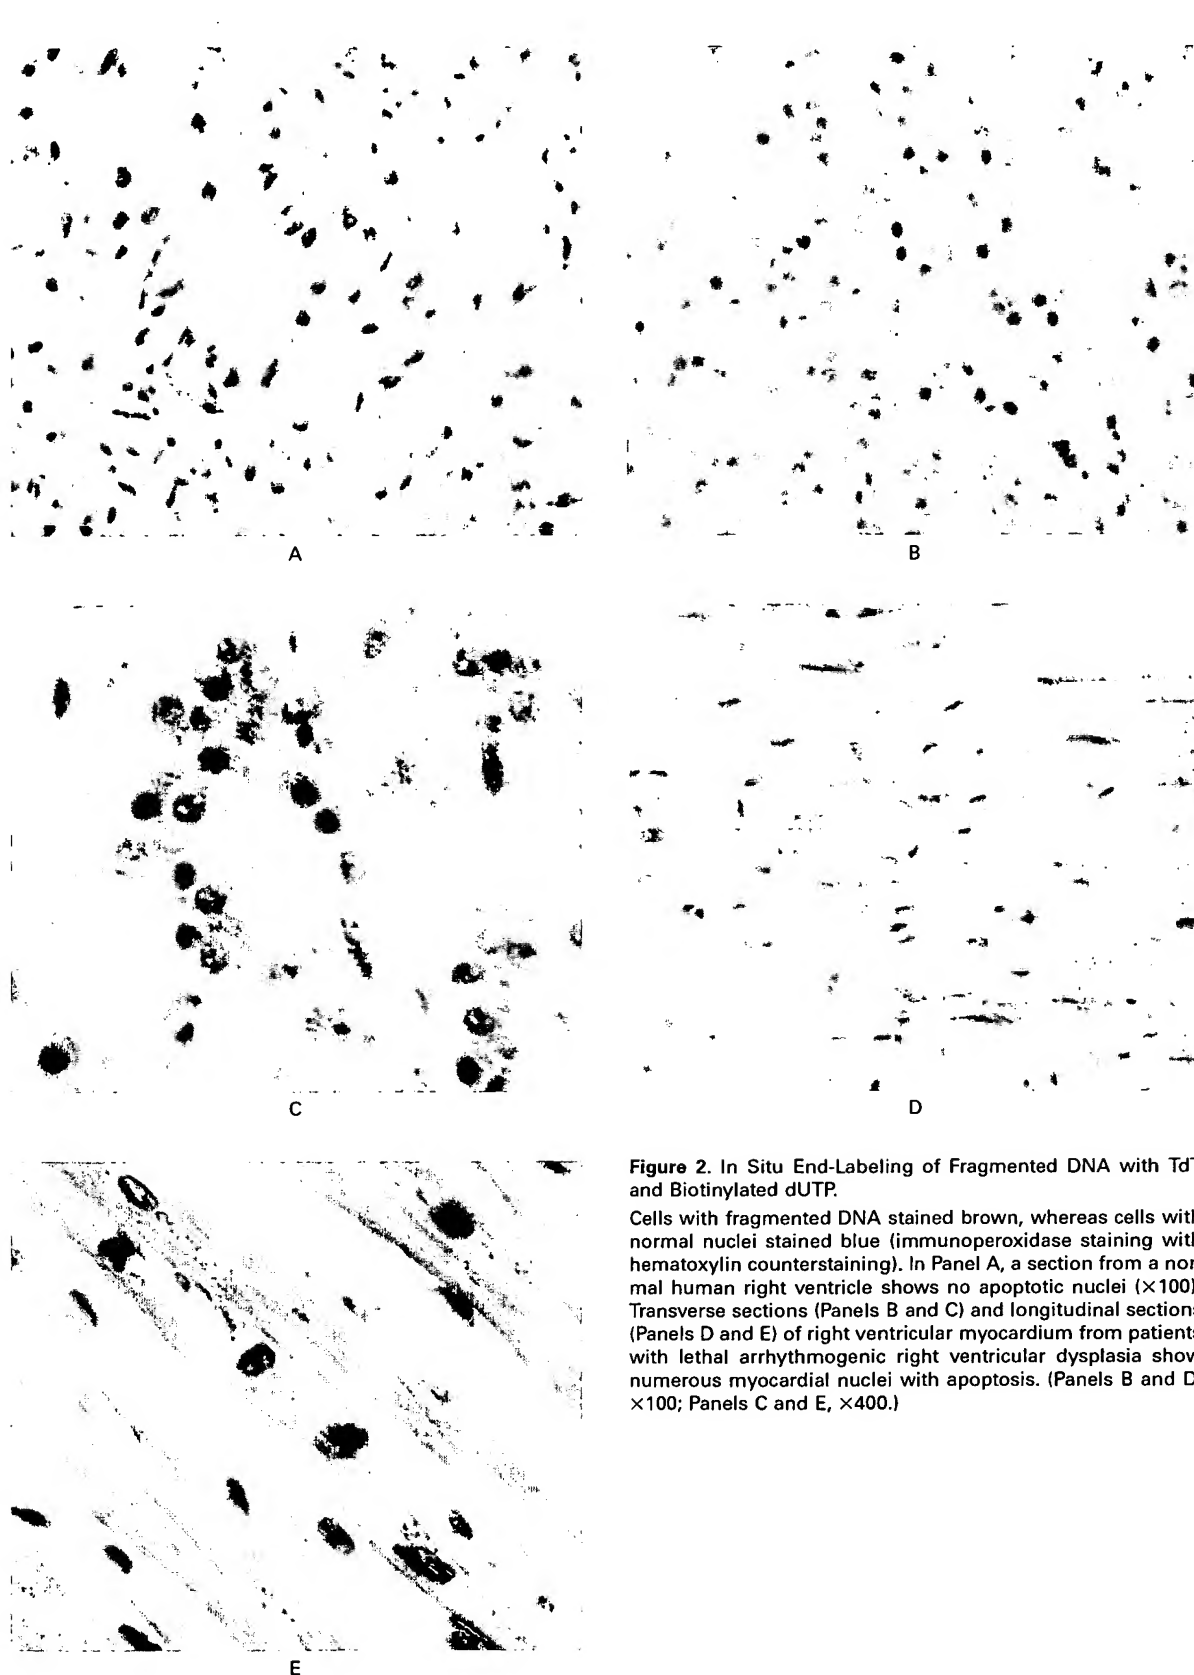 A
B
C
D
E
Figure 2. In Situ End-Labeling of Fragmented DNA with Td
and Biotinylated dUTP.
Cells with fragmented DNA stained brown, whereas cells with
normal nuclei stained blue (immunoperoxidase staining with
hematoxylin counterstaining). In Panel A, a section from a nor
mal human right ventricle shows no apoptotic nuclei (×100)
Transverse sections (Panels B and C) and longitudinal section
(Panels D and E) of right ventricular myocardium from patient
with lethal arrhythmogenic right ventricular dysplasia show
numerous myocardial nuclei with apoptosis. (Panels B and D
×100; Panels C and E, ×400.)